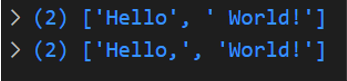 > (2) ['Hello', ' World!']
> (2) ['Hello,', 'World!']